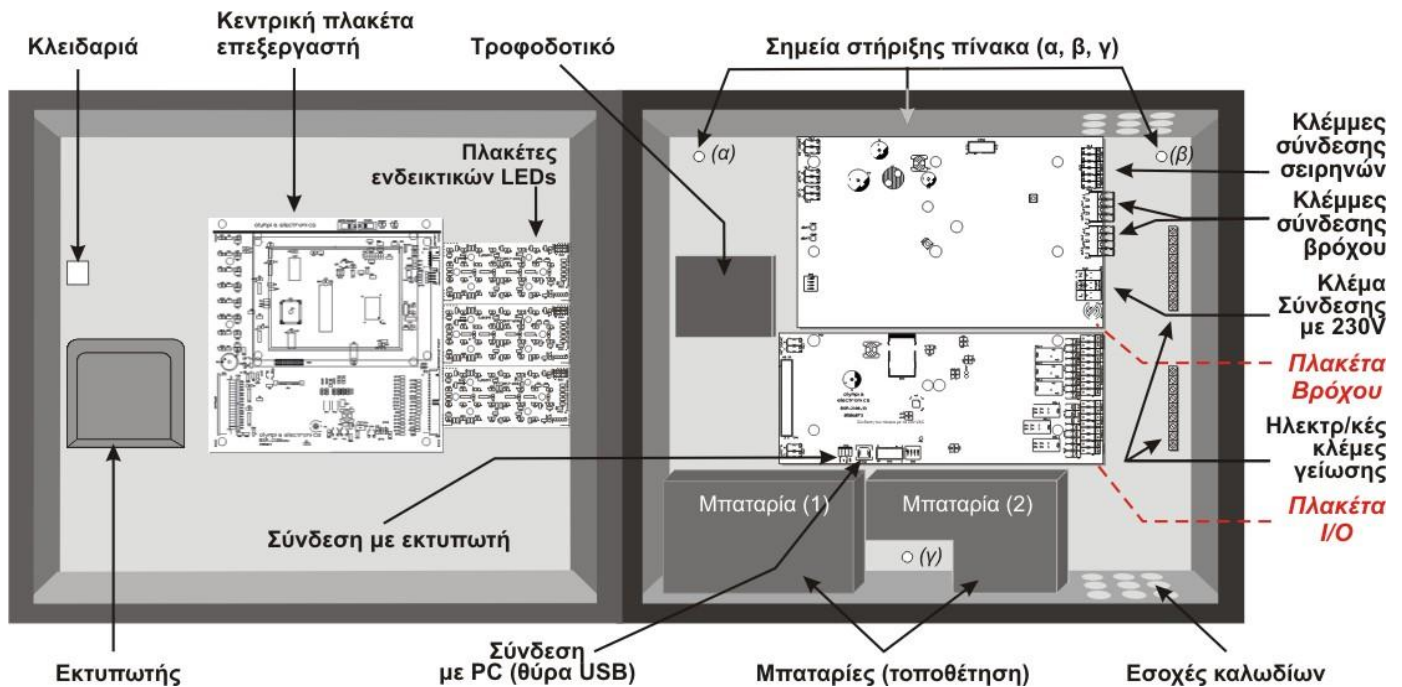 Κλειδαριά
Κεντρική πλακέτα
επεξεργαστή
Τροφοδοτικό
Σημεία στήριξης πίνακα (α, β, γ)
Πλακέτες
ενδεικτικών LEDs
(α)
(β)
Κλέμμες
σύνδεσης
σειρηνών
Κλέμμες
σύνδεσης
βρόχου
Κλέμα
Σύνδεσης
με 230V
Πλακέτα
Βρόχου
Ηλεκτρ/κές
κλέμες
γείωσης
Πλακέτα
I/O
Μπαταρία (1)
Μπαταρία (2)
(γ)
Σύνδεση με εκτυπωτή
Εκτυπωτής
Σύνδεση
με PC (θύρα USB)
Μπαταρίες (τοποθέτηση)
Εσοχές καλωδίων